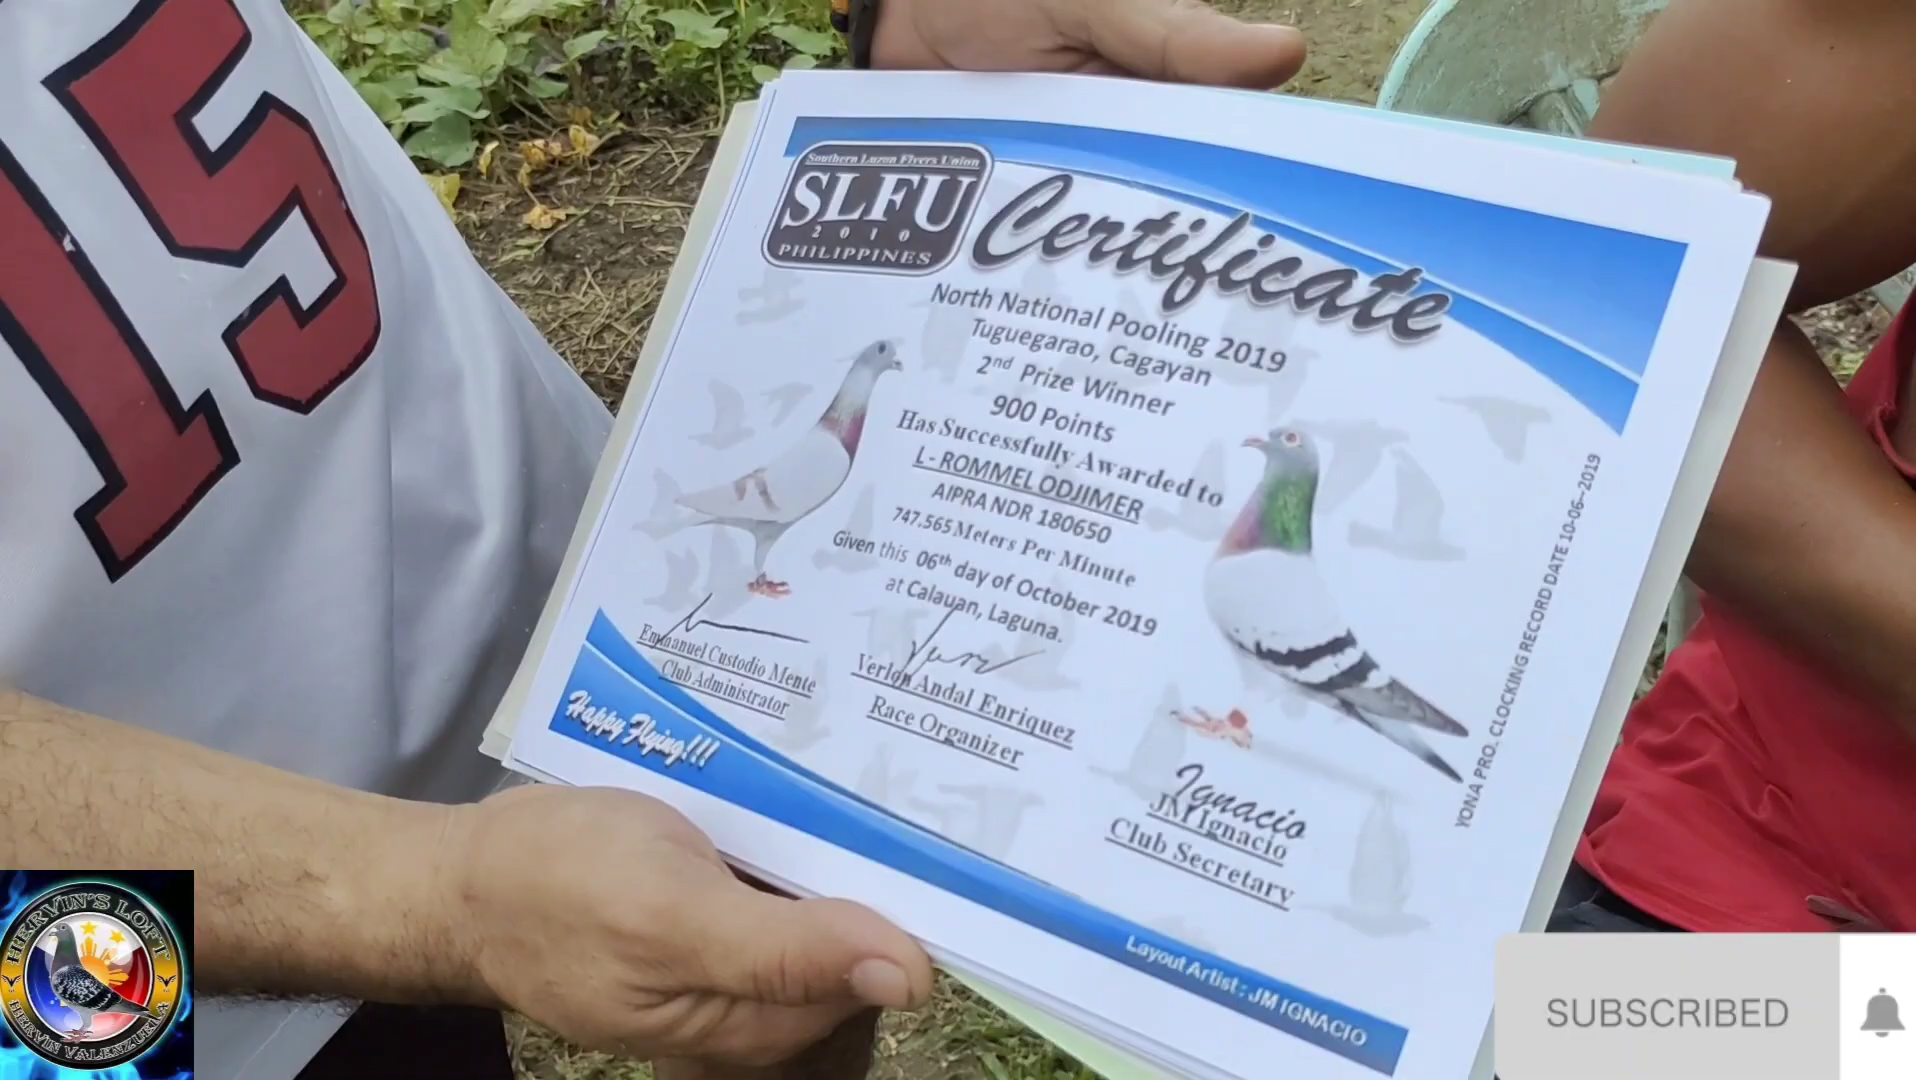 15
Southern Luzon Flyers Union
SLFU
2010
PHILIPPINES
Certificate
North National Pooling 2019
Tuguegarao, Cagayan
2nd Prize Winner
900 Points
Has Successfully Awarded to
L- ROMMEL ODJIMER
AIPRA NDR 180650
747.565 Meters Per Minute
Given this 06th day of October 2019
at Calauan, Laguna.
Emmanuel Custodio Mente
Club Administrator
Verlon Andal Enriquez
Race Organizer
Ignacio
JM Ignacio
Club Secretary
Happy Flying!!!
Layout Artist : JM IGNACIO
YONA PRO. CLOCKING RECORD DATE 10-06--2019
HERVIN'S LOFT
HERVIN VALENZUELA
SUBSCRIBED